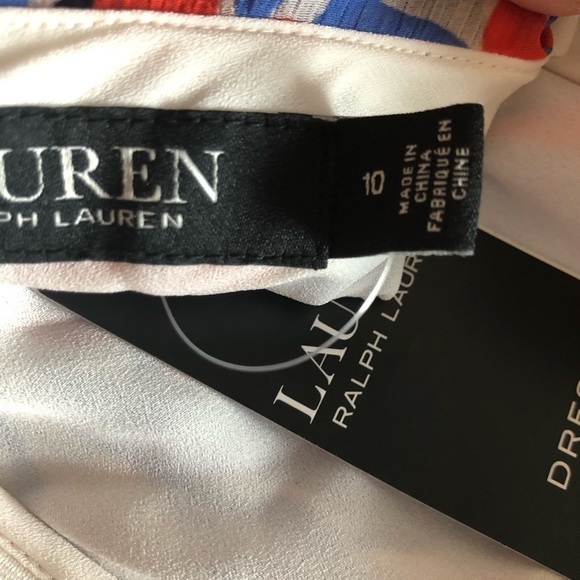 UREN
PH LAUREN
10
MADE IN
CHINA
FABRIQUÉ EN
CHINE
LAU
RALPH LAUR
DRES